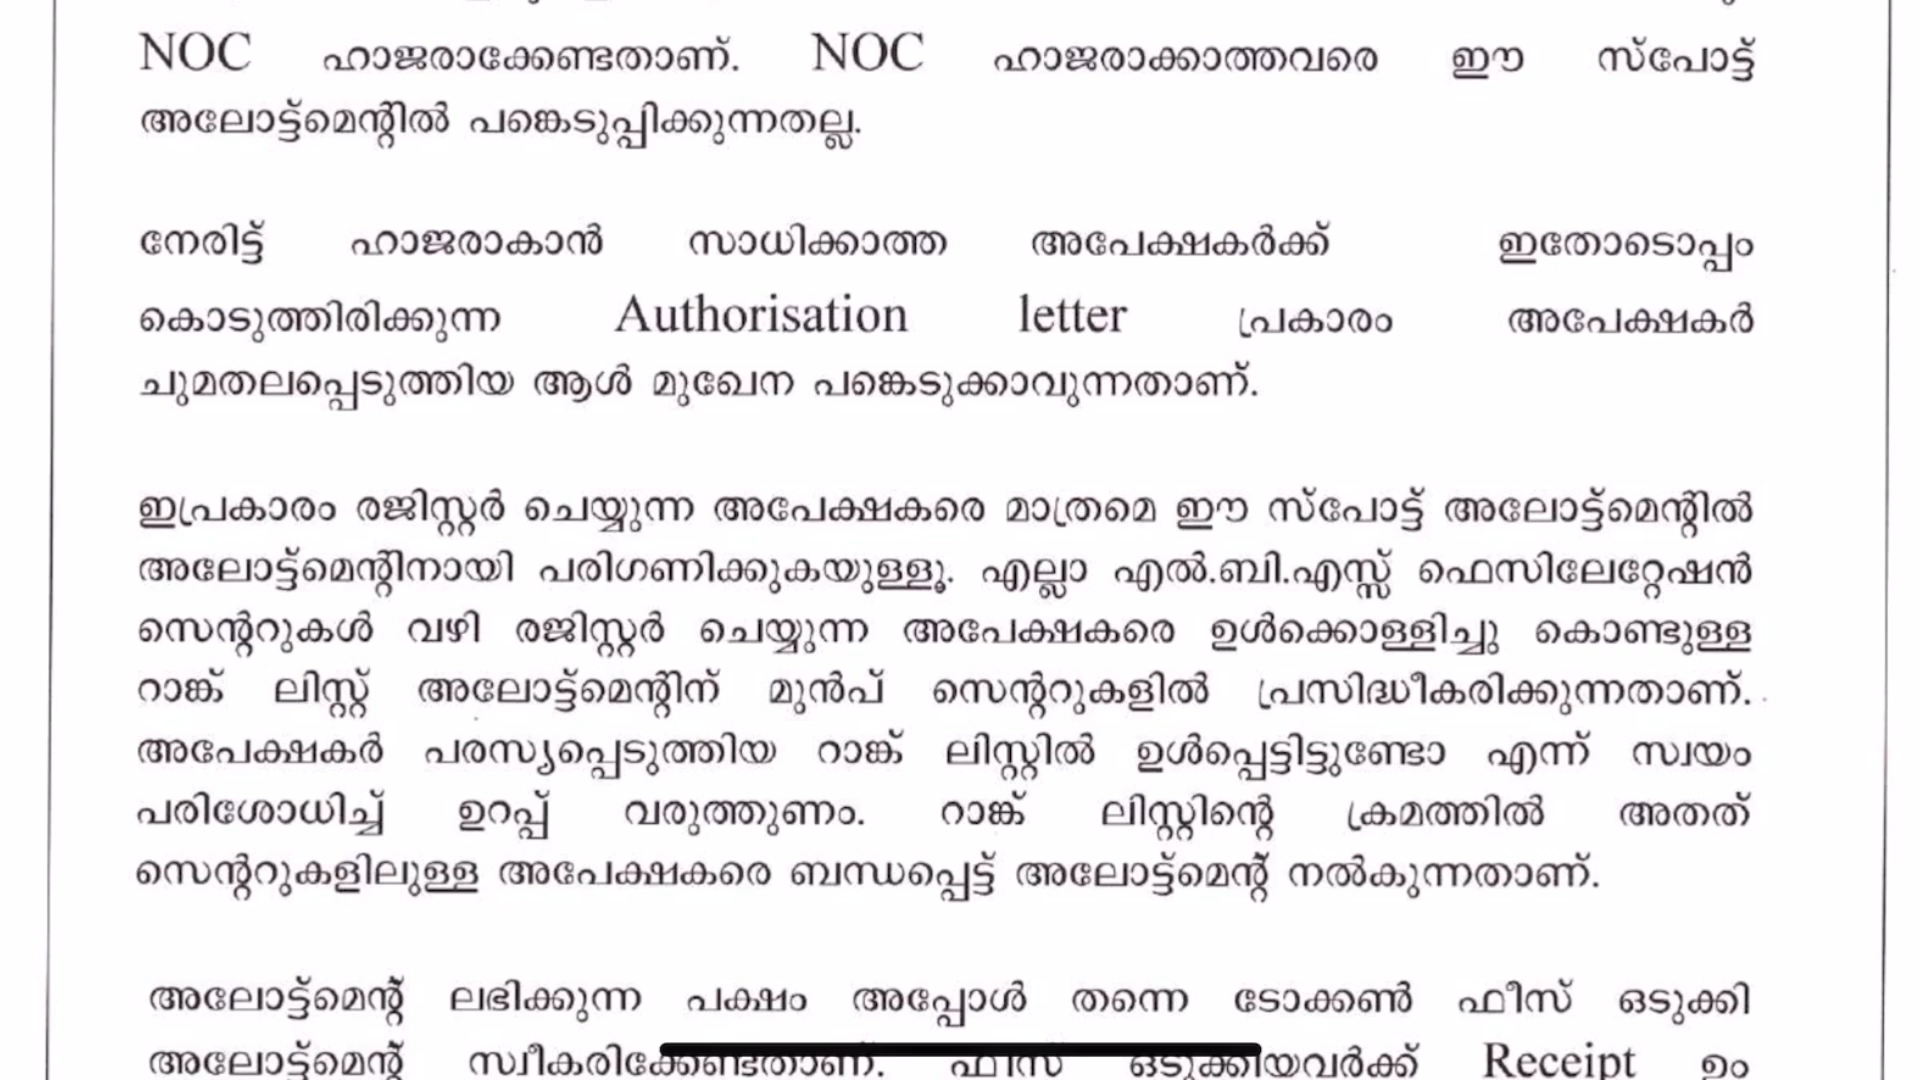 NOC ഹാജരാക്കേണ്ടതാണ്. NOC ഹാജരാക്കാത്തവരെ ഈ സ്പോട്ട്
അലോട്ട്മെന്റിൽ പങ്കെടുപ്പിക്കുന്നതല്ല.
നേരിട്ട് ഹാജരാകാൻ സാധിക്കാത്ത അപേക്ഷകർക്ക് ഇതോടൊപ്പം
കൊടുത്തിരിക്കുന്ന Authorisation letter പ്രകാരം അപേക്ഷകർ
ചുമതലപ്പെടുത്തിയ ആൾ മുഖേന പങ്കെടുക്കാവുന്നതാണ്.
ഇപ്രകാരം രജിസ്റ്റർ ചെയ്യുന്ന അപേക്ഷകരെ മാത്രമെ ഈ സ്പോട്ട് അലോട്ട്മെന്റിൽ
അലോട്ട്മെന്റിനായി പരിഗണിക്കുകയുള്ളൂ. എല്ലാ എൽ.ബി.എസ്സ് ഫെസിലേറ്റേഷൻ
സെന്ററുകൾ വഴി രജിസ്റ്റർ ചെയ്യുന്ന അപേക്ഷകരെ ഉൾക്കൊള്ളിച്ചു കൊണ്ടുള്ള
റാങ്ക് ലിസ്റ്റ് അലോട്ട്മെന്റിന് മുൻപ് സെന്ററുകളിൽ പ്രസിദ്ധീകരിക്കുന്നതാണ്.
അപേക്ഷകർ പരസ്യപ്പെടുത്തിയ റാങ്ക് ലിസ്റ്റിൽ ഉൾപ്പെട്ടിട്ടുണ്ടോ എന്ന് സ്വയം
പരിശോധിച്ച് ഉറപ്പ് വരുത്തുണം. റാങ്ക് ലിസ്റ്റിന്റെ ക്രമത്തിൽ അതത്
സെന്ററുകളിലുള്ള അപേക്ഷകരെ ബന്ധപ്പെട്ട് അലോട്ട്മെന്റ് നൽകുന്നതാണ്.
അലോട്ട്മെന്റ് ലഭിക്കുന്ന പക്ഷം അപ്പോൾ തന്നെ ടോക്കൺ ഫീസ് ഒടുക്കി
അലോട്ട്മെന്റ് സ്വീകരിക്കേണ്ടതാണ്. ഫീസ് ഒടുക്കിയവർക്ക് Receipt ഉം